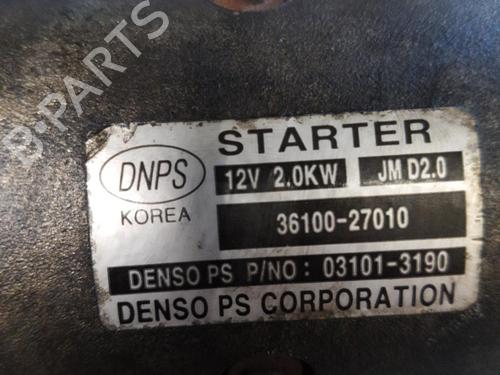 B-PARTS
STARTER
DNPS
KOREA
12V 2.0KW JM D2.0
36100-27010
DENSO PS P/NO : 03101-3190
DENSO PS CORPORATION